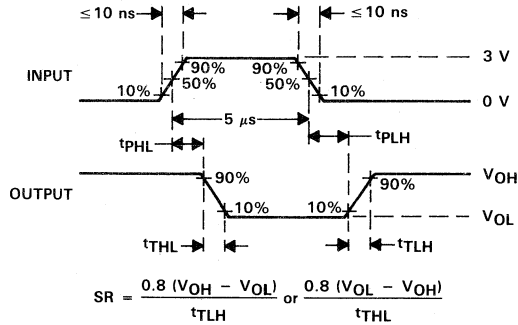 ≤10 ns ≤10 ns
3 V
90% 90%
INPUT 50% 50%
10% 10%
0 V
5 μs
tPHL tPLH
VOH
90% 90%
OUTPUT
10% 10%
VOL
tTHL tTLH
SR = 0.8 (VOH – VOL) / tTLH or 0.8 (VOL – VOH) / tTHL